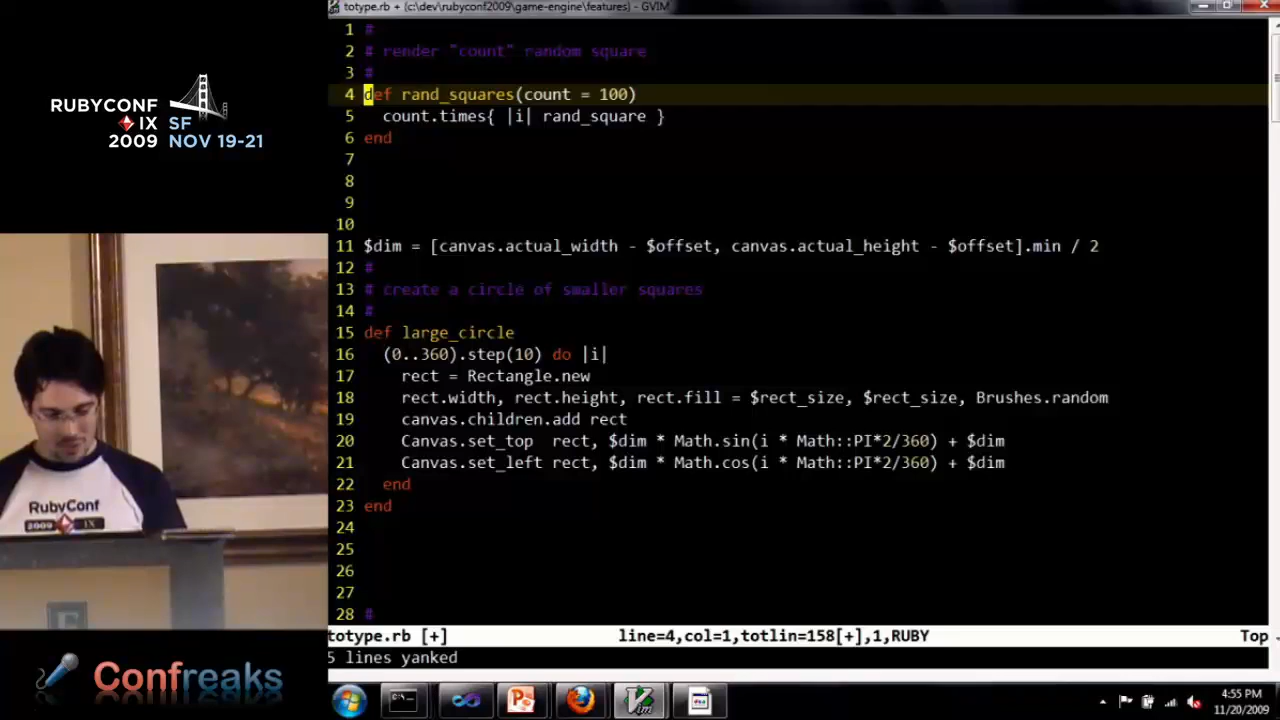 totype.rb + (c:\dev\rubyconf2009\game-engine\features) - GVIM
RUBYCONF
IX SF
2009 NOV 19-21
1 #
2 # render "count" random square
3 #
4 def rand_squares(count = 100)
5 count.times{ |i| rand_square }
6 end
7
8
9
10
11 $dim = [canvas.actual_width - $offset, canvas.actual_height - $offset].min / 2
12 #
13 # create a circle of smaller squares
14 #
15 def large_circle
16 (0..360).step(10) do |i|
17 rect = Rectangle.new
18 rect.width, rect.height, rect.fill = $rect_size, $rect_size, Brushes.random
19 canvas.children.add rect
20 Canvas.set_top rect, $dim * Math.sin(i * Math::PI*2/360) + $dim
21 Canvas.set_left rect, $dim * Math.cos(i * Math::PI*2/360) + $dim
22 end
23 end
24
25
26
27
28 #
totype.rb [+] line=4,col=1,totlin=158[+],1,RUBY Top
5 lines yanked
RubyConf
2009 IX
Confreaks
4:55 PM
11/20/2009